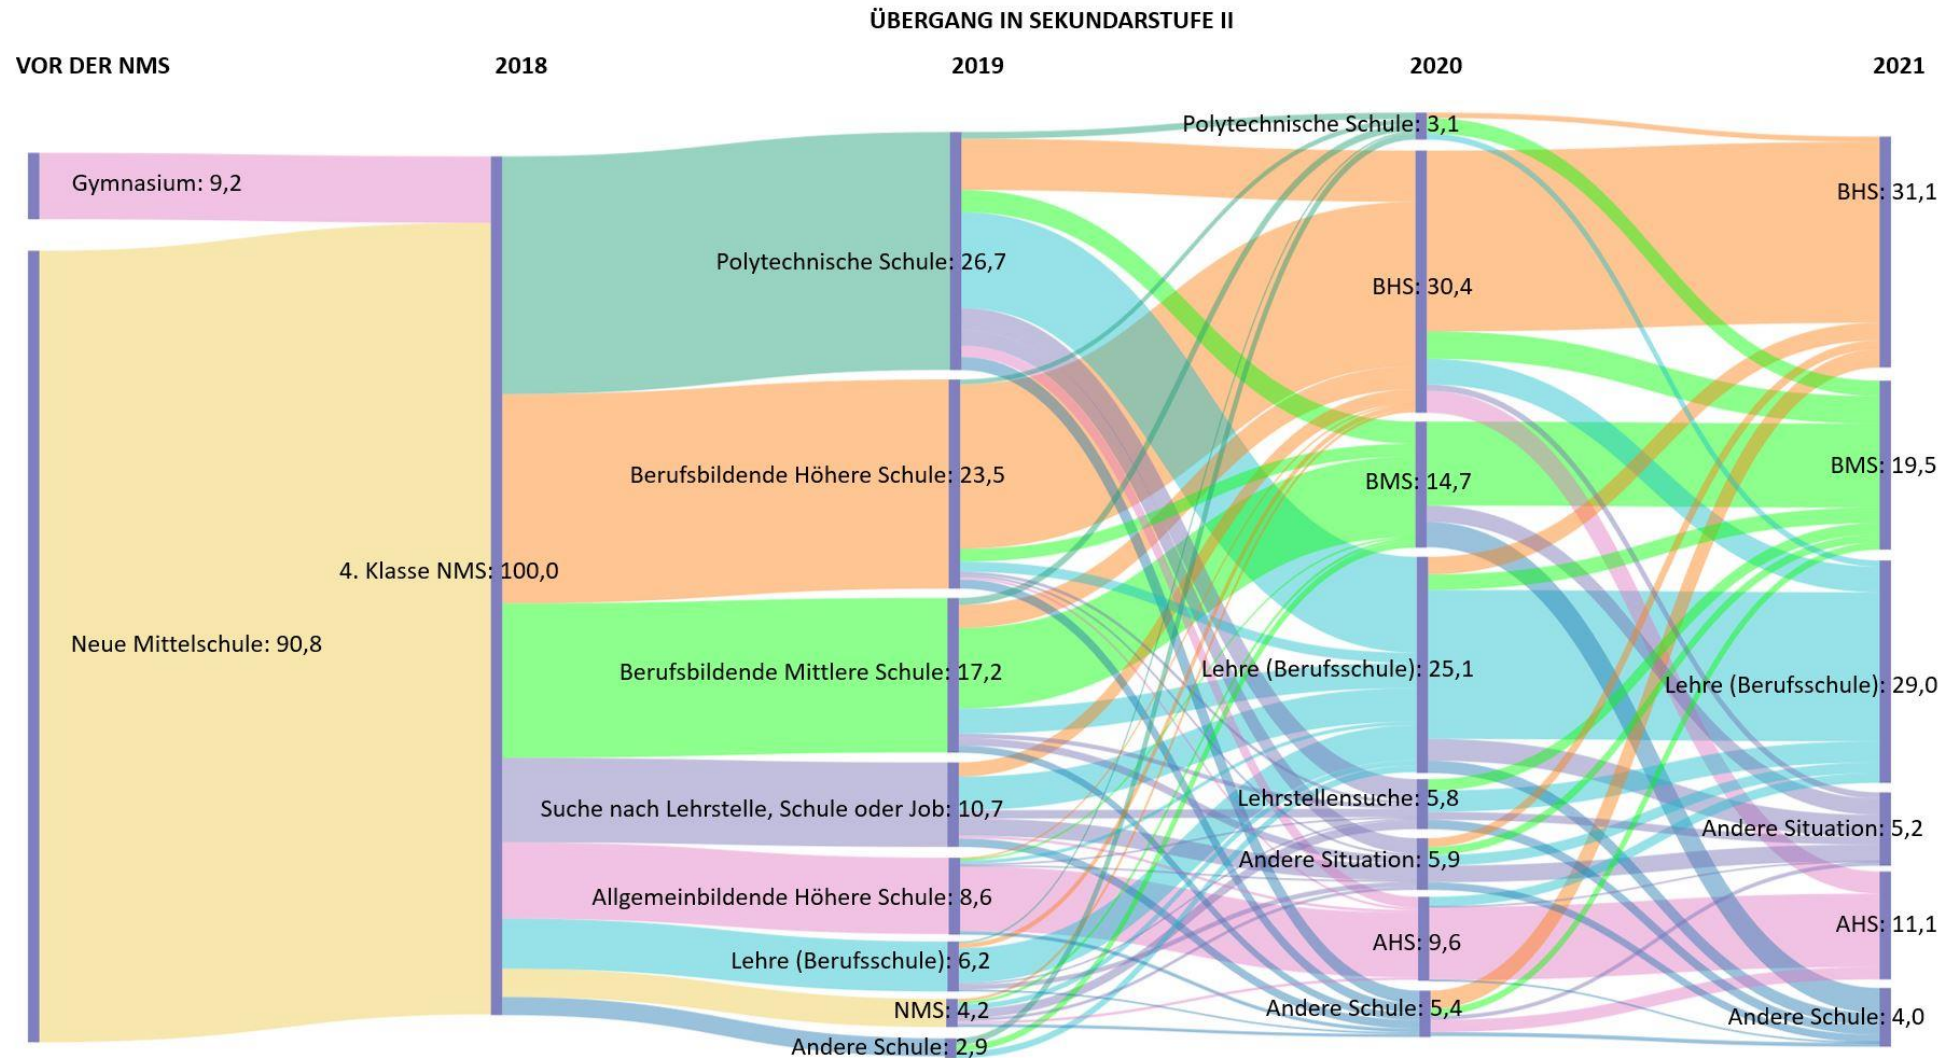 ÜBERGANG IN SEKUNDARSTUFE II
VOR DER NMS
2018
2019
2020
2021
Gymnasium: 9,2
Neue Mittelschule: 90,8
4. Klasse NMS: 100,0
Polytechnische Schule: 26,7
Berufsbildende Höhere Schule: 23,5
Berufsbildende Mittlere Schule: 17,2
Suche nach Lehrstelle, Schule oder Job: 10,7
Allgemeinbildende Höhere Schule: 8,6
Lehre (Berufsschule): 6,2
NMS: 4,2
Andere Schule: 2,9
Polytechnische Schule: 3,1
BHS: 30,4
BMS: 14,7
Lehre (Berufsschule): 25,1
Lehrstellensuche: 5,8
Andere Situation: 5,9
AHS: 9,6
Andere Schule: 5,4
BHS: 31,1
BMS: 19,5
Lehre (Berufsschule): 29,0
Andere Situation: 5,2
AHS: 11,1
Andere Schule: 4,0